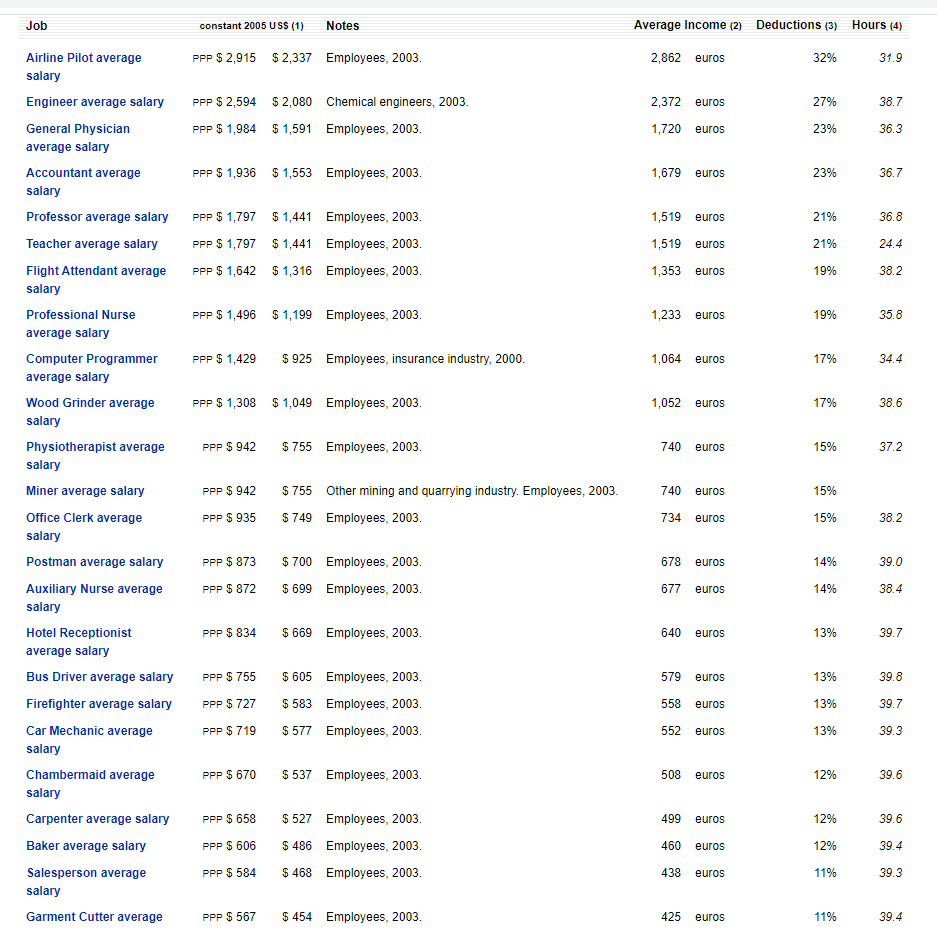 Job constant 2005 US$ (1) Notes Average Income (2) Deductions (3) Hours (4)
Airline Pilot average PPP $ 2,915 $ 2,337 Employees, 2003. 2,862 euros 32% 31.9
salary
Engineer average salary PPP $ 2,594 $ 2,080 Chemical engineers, 2003. 2,372 euros 27% 38.7
General Physician PPP $ 1,984 $ 1,591 Employees, 2003. 1,720 euros 23% 36.3
average salary
Accountant average PPP $ 1,936 $ 1,553 Employees, 2003. 1,679 euros 23% 36.7
salary
Professor average salary PPP $ 1,797 $ 1,441 Employees, 2003. 1,519 euros 21% 36.8
Teacher average salary PPP $ 1,797 $ 1,441 Employees, 2003. 1,519 euros 21% 24.4
Flight Attendant average PPP $ 1,642 $ 1,316 Employees, 2003. 1,353 euros 19% 38.2
salary
Professional Nurse PPP $ 1,496 $ 1,199 Employees, 2003. 1,233 euros 19% 35.8
average salary
Computer Programmer PPP $ 1,429 $ 925 Employees, insurance industry, 2000. 1,064 euros 17% 34.4
average salary
Wood Grinder average PPP $ 1,308 $ 1,049 Employees, 2003. 1,052 euros 17% 38.6
salary
Physiotherapist average PPP $ 942 $ 755 Employees, 2003. 740 euros 15% 37.2
salary
Miner average salary PPP $ 942 $ 755 Other mining and quarrying industry. Employees, 2003. 740 euros 15%
Office Clerk average PPP $ 935 $ 749 Employees, 2003. 734 euros 15% 38.2
salary
Postman average salary PPP $ 873 $ 700 Employees, 2003. 678 euros 14% 39.0
Auxiliary Nurse average PPP $ 872 $ 699 Employees, 2003. 677 euros 14% 38.4
salary
Hotel Receptionist PPP $ 834 $ 669 Employees, 2003. 640 euros 13% 39.7
average salary
Bus Driver average salary PPP $ 755 $ 605 Employees, 2003. 579 euros 13% 39.8
Firefighter average salary PPP $ 727 $ 583 Employees, 2003. 558 euros 13% 39.7
Car Mechanic average PPP $ 719 $ 577 Employees, 2003. 552 euros 13% 39.3
salary
Chambermaid average PPP $ 670 $ 537 Employees, 2003. 508 euros 12% 39.6
salary
Carpenter average salary PPP $ 658 $ 527 Employees, 2003. 499 euros 12% 39.6
Baker average salary PPP $ 606 $ 486 Employees, 2003. 460 euros 12% 39.4
Salesperson average PPP $ 584 $ 468 Employees, 2003. 438 euros 11% 39.3
salary
Garment Cutter average PPP $ 567 $ 454 Employees, 2003. 425 euros 11% 39.4